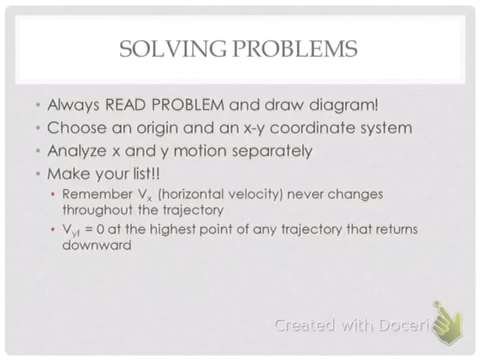 SOLVING PROBLEMS
• Always READ PROBLEM and draw diagram!
• Choose an origin and an x-y coordinate system
• Analyze x and y motion separately
• Make your list!!
• Remember Vx (horizontal velocity) never changes
throughout the trajectory
• Vyf = 0 at the highest point of any trajectory that returns
downward
Created with Doceri